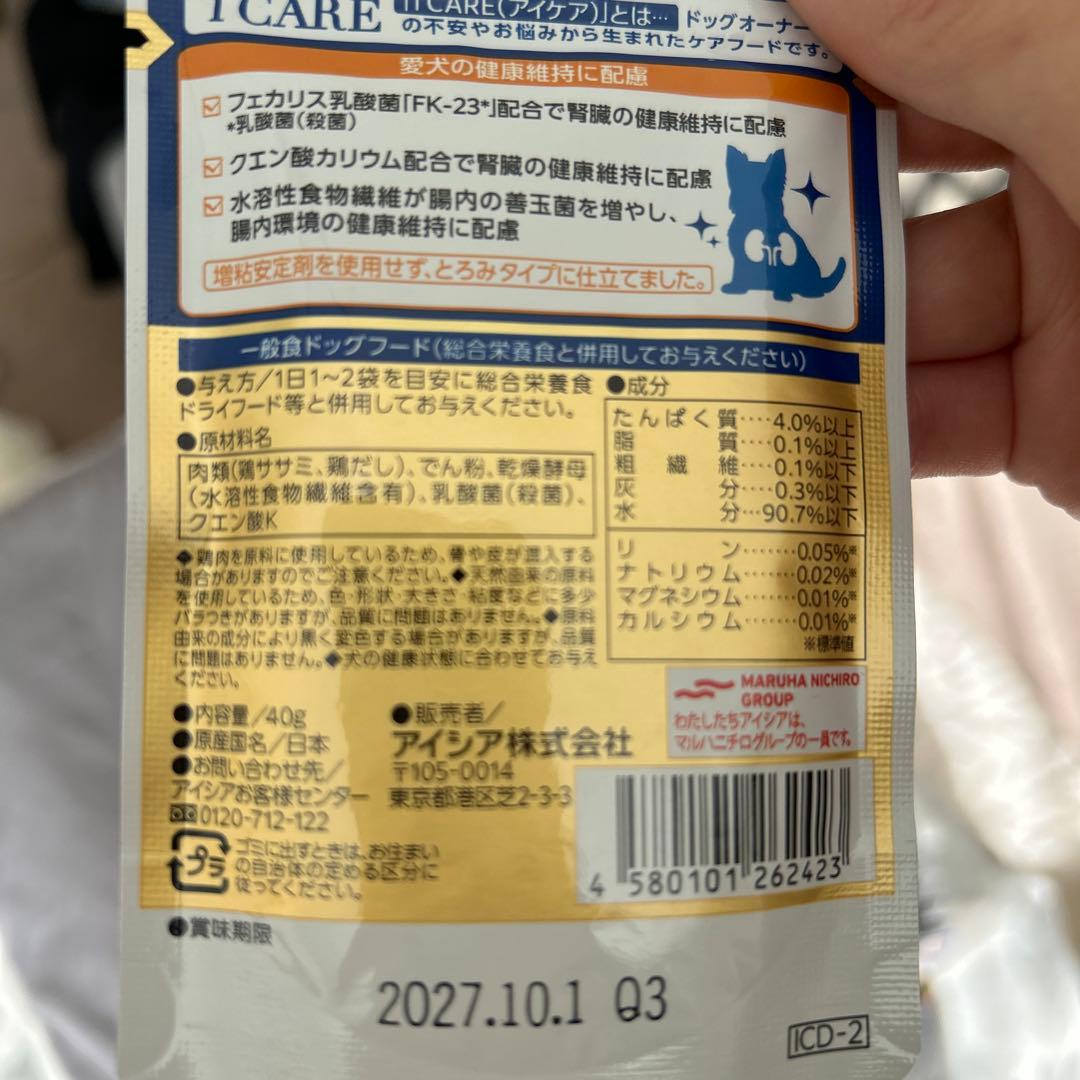 1 CARE
「1 CARE(アイケア)」とは… ドッグオーナー
の不安やお悩みから生まれたケアフードです。
愛犬の健康維持に配慮
フェカリス乳酸菌「FK-23*」配合で腎臓の健康維持に配慮
*乳酸菌(殺菌)
クエン酸カリウム配合で腎臓の健康維持に配慮
水溶性食物繊維が腸内の善玉菌を増やし、
腸内環境の健康維持に配慮
増粘安定剤を使用せず、とろみタイプに仕立てました。
一般食ドッグフード(総合栄養食と併用してお与えください)
●与え方/1日1~2袋を目安に総合栄養食
ドライフード等と併用してお与えください。
●原材料名
肉類(鶏ササミ、鶏だし)、でん粉、乾燥酵母
(水溶性食物繊維含有)、乳酸菌(殺菌)、
クエン酸K
◆鶏肉を原料に使用しているため、骨や皮が混入する
場合がありますのでご注意ください。◆天然由来の原料
を使用しているため、色・形状・大きさ・粘度などに多少
バラつきがありますが、品質に問題はありません。◆原料
由来の成分により黒く変色する場合がありますが、品質
に問題はありません。◆犬の健康状態に合わせてお与え
ください。
●成分
たんぱく質‥‥4.0%以上
脂質‥‥0.1%以上
粗繊維‥‥0.1%以下
灰分‥‥0.3%以下
水分‥‥90.7%以下
リン‥‥‥‥0.05%※
ナトリウム‥‥‥‥0.02%※
マグネシウム‥‥‥‥0.01%※
カルシウム‥‥‥‥0.01%※
※標準値
MARUHA NICHIRO
GROUP
わたしたちアイシアは、
マルハニチログループの一員です。
●内容量/40g
●原産国名/日本
●お問い合わせ先/
アイシアお客様センター
0120-712-122
●販売者/
アイシア株式会社
〒105-0014
東京都港区芝2-3-3
プラ
ゴミに出すときは、お住まい
の自治体の定める区分に
従ってください。
4 580101 262423
●賞味期限
2027.10.1 Q3
ICD-2